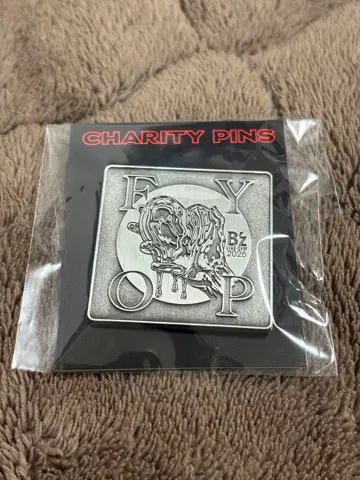 CHARITY PINS
F Y
B'z
LIVE-GYM
2025
O P